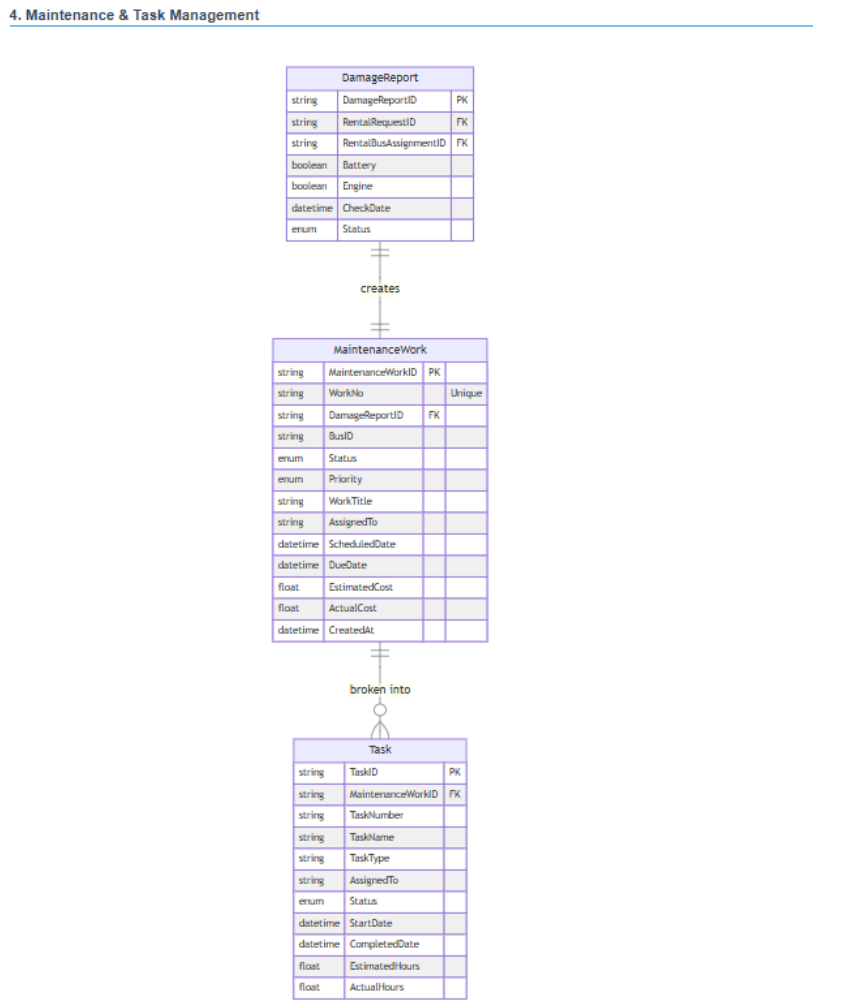 4. Maintenance & Task Management
DamageReport
string DamageReportID PK
string RentalRequestID FK
string RentalBusAssignmentID FK
boolean Battery
boolean Engine
datetime CheckDate
enum Status
creates
MaintenanceWork
string MaintenanceWorkID PK
string WorkNo Unique
string DamageReportID FK
string BusID
enum Status
enum Priority
string WorkTitle
string AssignedTo
datetime ScheduledDate
datetime DueDate
float EstimatedCost
float ActualCost
datetime CreatedAt
broken into
Task
string TaskID PK
string MaintenanceWorkID FK
string TaskNumber
string TaskName
string TaskType
string AssignedTo
enum Status
datetime StartDate
datetime CompletedDate
float EstimatedHours
float ActualHours